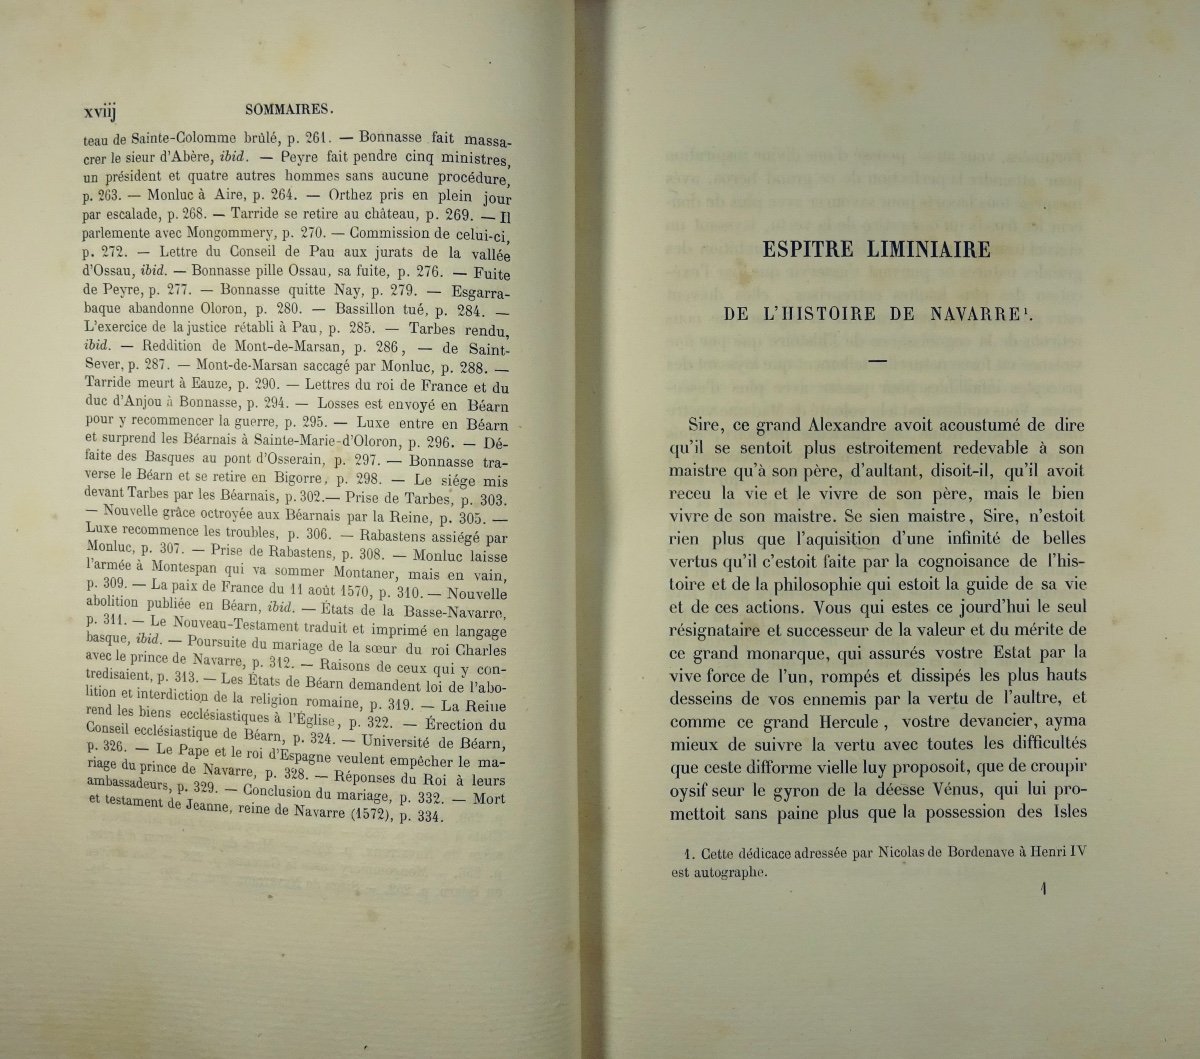 xviij
SOMMAIRES.
teau de Sainte-Colomme brûlé, p. 261. — Bonnasse fait massa-
crer le sieur d'Abère, ibid. — Peyre fait pendre cinq ministres,
un président et quatre autres hommes sans aucune procédure,
p. 263. — Monluc à Aire, p. 264. — Orthez pris en plein jour
par escalade, p. 268. — Tarride se retire au château, p. 269. — Il
parlemente avec Mongommery, p. 270. — Commission de celui-ci,
p. 272. — Lettre du Conseil de Pau aux jurats de la vallée
d'Ossau, ibid. — Bonnasse pille Ossau, sa fuite, p. 276. — Fuite
de Peyre, p. 277. — Bonnasse quitte Nay, p. 279. — Esgarra-
baque abandonne Oloron, p. 280. — Bassillon tué, p. 284. —
L'exercice de la justice rétabli à Pau, p. 285. — Tarbes rendu,
ibid. — Reddition de Mont-de-Marsan, p. 286, — de Saint-
Sever, p. 287. — Mont-de-Marsan saccagé par Monluc, p. 288. —
Tarride meurt à Eauze, p. 290. — Lettres du roi de France et du
duc d'Anjou à Bonnasse, p. 294. — Losses est envoyé en Béarn
pour y recommencer la guerre, p. 295. — Luxe entre en Béarn
et surprend les Béarnais à Sainte-Marie-d'Oloron, p. 296. — Dé-
faite des Basques au pont d'Osserain, p. 297. — Bonnasse tra-
verse le Béarn et se retire en Bigorre, p. 298. — Le siége mis
devant Tarbes par les Béarnais, p. 302.— Prise de Tarbes, p. 303.
— Nouvelle grâce octroyée aux Béarnais par la Reine, p. 305. —
Luxe recommence les troubles, p. 306. — Rabastens assiégé par
Monluc, p. 307. — Prise de Rabastens, p. 308. — Monluc laisse
l'armée à Montespan qui va sommer Montaner, mais en vain,
p. 309. — La paix de France du 11 août 1570, p. 310. — Nouvelle
abolition publiée en Béarn, ibid. — États de la Basse-Navarre,
p. 311. — Le Nouveau-Testament traduit et imprimé en langage
basque, ibid. — Poursuite du mariage de la sœur du roi Charles
avec le prince de Navarre, p. 312. — Raisons de ceux qui y con-
tredisaient, p. 313. — Les États de Béarn demandent loi de l'abo-
lition et interdiction de la religion romaine, p. 319. — La Reine
rend les biens ecclésiastiques à l'Église, p. 322. — Érection du
Conseil ecclésiastique de Béarn, p. 324. — Université de Béarn,
p. 326. — Le Pape et le roi d'Espagne veulent empêcher le ma-
riage du prince de Navarre, p. 328. — Réponses du Roi à leurs
ambassadeurs, p. 329. — Conclusion du mariage, p. 332. — Mort
et testament de Jeanne, reine de Navarre (1572), p. 334.
ESPITRE LIMINIAIRE
DE L'HISTOIRE DE NAVARRE¹.
Sire, ce grand Alexandre avoit acoustumé de dire
qu'il se sentoit plus estroitement redevable à son
maistre qu'à son père, d'aultant, disoit-il, qu'il avoit
receu la vie et le vivre de son père, mais le bien
vivre de son maistre. Se sien maistre, Sire, n'estoit
rien plus que l'aquisition d'une infinité de belles
vertus qu'il c'estoit faite par la cognoisance de l'his-
toire et de la philosophie qui estoit la guide de sa vie
et de ces actions. Vous qui estes ce jourd'hui le seul
résignataire et successeur de la valeur et du mérite de
ce grand monarque, qui assurés vostre Estat par la
vive force de l'un, rompés et dissipés les plus hauts
desseins de vos ennemis par la vertu de l'aultre, et
comme ce grand Hercule, vostre devancier, ayma
mieux de suivre la vertu avec toutes les difficultés
que ceste difforme vielle luy proposoit, que de croupir
oysif seur le gyron de la déesse Vénus, qui lui pro-
mettoit sans paine plus que la possession des Isles
1. Cette dédicace adressée par Nicolas de Bordenave à Henri IV
est autographe.
1